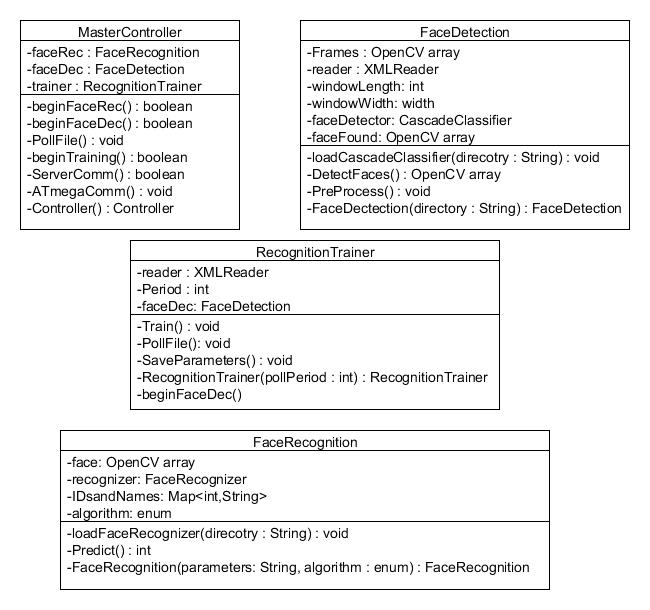 MasterController
-faceRec : FaceRecognition
-faceDec : FaceDetection
-trainer : RecognitionTrainer
-beginFaceRec() : boolean
-beginFaceDec() : boolean
-PollFile() : void
-beginTraining() : boolean
-ServerComm() : boolean
-ATmegaComm() : void
-Controller() : Controller
FaceDetection
-Frames : OpenCV array
-reader : XMLReader
-windowLength: int
-windowWidth: width
-faceDetector: CascadeClassifier
-faceFound: OpenCV array
-loadCascadeClassifier(direcotry : String) : void
-DetectFaces() : OpenCV array
-PreProcess() : void
-FaceDectection(directory : String) : FaceDetection
RecognitionTrainer
-reader : XMLReader
-Period : int
-faceDec: FaceDetection
-Train() : void
-PollFile(): void
-SaveParameters() : void
-RecognitionTrainer(pollPeriod : int) : RecognitionTrainer
-beginFaceDec()
FaceRecognition
-face: OpenCV array
-recognizer: FaceRecognizer
-IDsandNames: Map<int,String>
-algorithm: enum
-loadFaceRecognizer(direcotry : String) : void
-Predict() : int
-FaceRecognition(parameters: String, algorithm : enum) : FaceRecognition